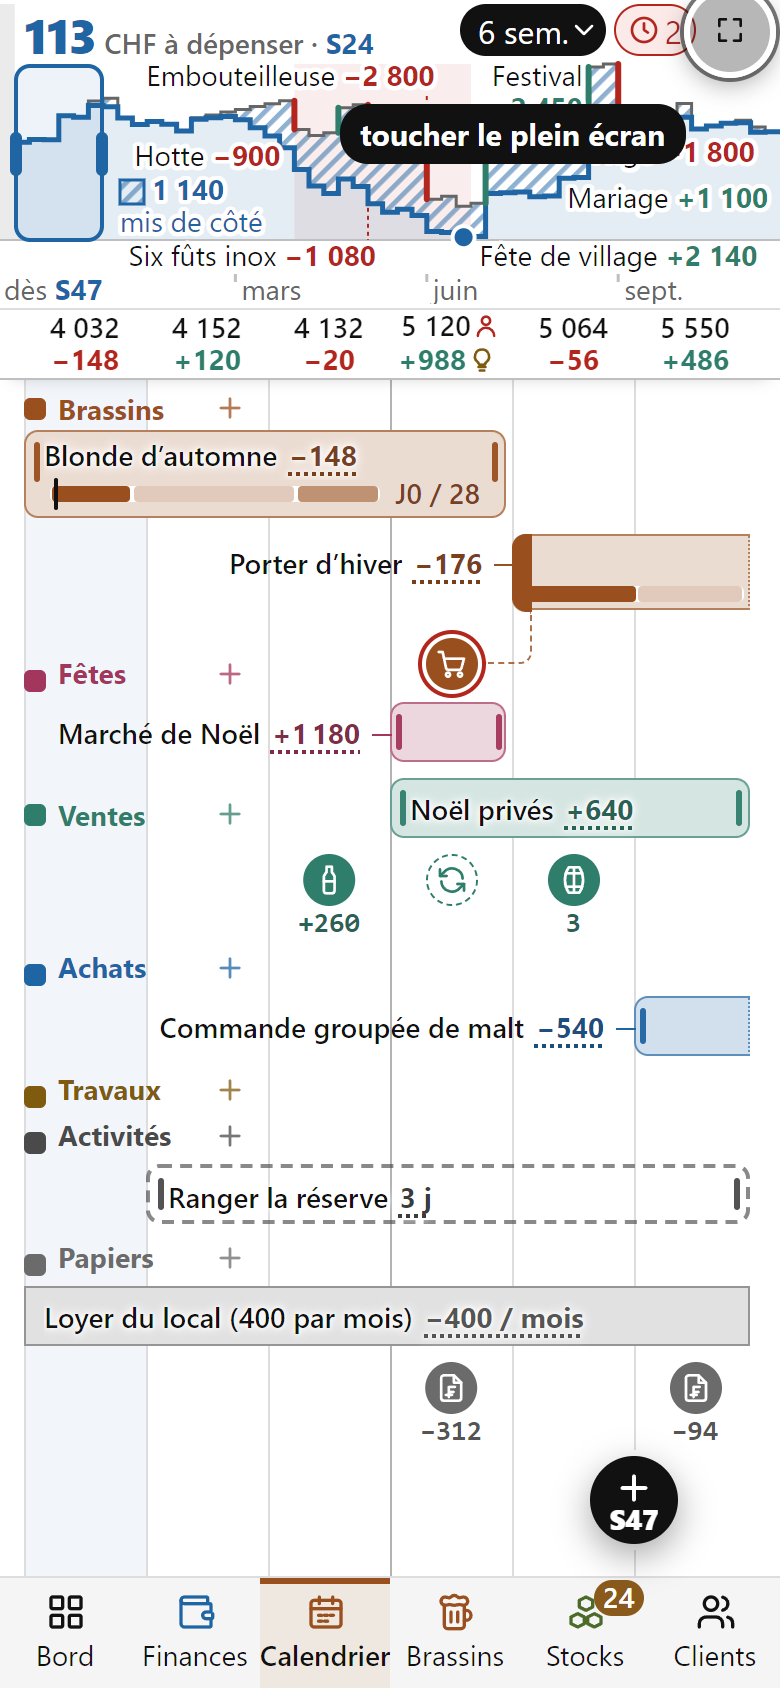 113 CHF à dépenser · S24
6 sem.
2
Embouteilleuse −2 800
Festival
toucher le plein écran
Hotte −900
1 800
1 140
mis de côté
Mariage +1 100
Six fûts inox −1 080
Fête de village +2 140
dès S47
mars
juin
sept.
4 032
4 152
4 132
5 120
5 064
5 550
−148
+120
−20
+988
−56
+486
Brassins +
Blonde d’automne −148
J0 / 28
Porter d’hiver −176
Fêtes +
Marché de Noël +1 180
Ventes +
Noël privés +640
+260
3
Achats +
Commande groupée de malt −540
Travaux +
Activités +
Ranger la réserve 3 j
Papiers +
Loyer du local (400 par mois) −400 / mois
−312
−94
+
S47
24
Bord
Finances
Calendrier
Brassins
Stocks
Clients